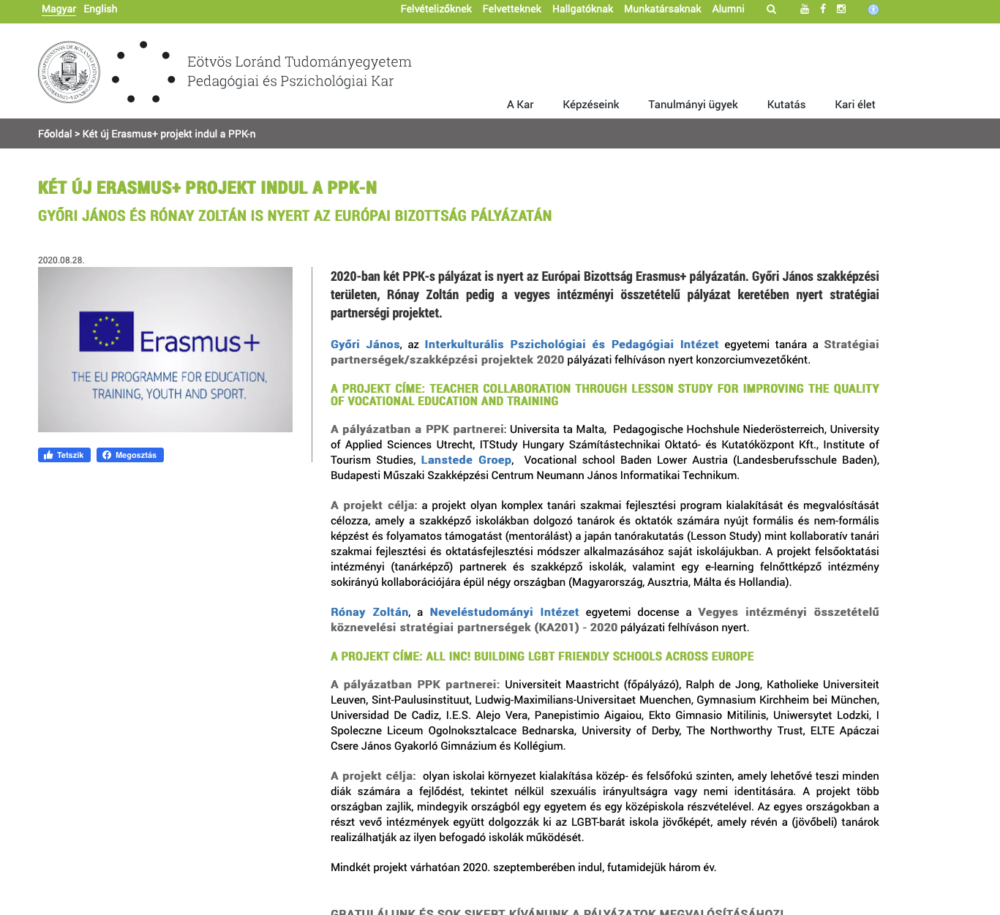 Magyar English Felvételizőknek Felvetteknek Hallgatóknak Munkatársaknak Alumni
Eötvös Loránd Tudományegyetem
Pedagógiai és Pszichológiai Kar
A Kar Képzéseink Tanulmányi ügyek Kutatás Kari élet
Főoldal > Két új Erasmus+ projekt indul a PPK-n
KÉT ÚJ ERASMUS+ PROJEKT INDUL A PPK-N
GYŐRI JÁNOS ÉS RÓNAY ZOLTÁN IS NYERT AZ EURÓPAI BIZOTTSÁG PÁLYÁZATÁN
2020.08.28.
Erasmus+
THE EU PROGRAMME FOR EDUCATION,
TRAINING, YOUTH AND SPORT.
Tetszik Megosztás
2020-ban két PPK-s pályázat is nyert az Európai Bizottság Erasmus+ pályázatán. Győri János szakképzési
területen, Rónay Zoltán pedig a vegyes intézményi összetételű pályázat keretében nyert stratégiai
partnerségi projektet.
Győri János, az Interkulturális Pszichológiai és Pedagógiai Intézet egyetemi tanára a Stratégiai
partnerségek/szakképzési projektek 2020 pályázati felhíváson nyert konzorciumvezetőként.
A PROJEKT CÍME: TEACHER COLLABORATION THROUGH LESSON STUDY FOR IMPROVING THE QUALITY
OF VOCATIONAL EDUCATION AND TRAINING
A pályázatban a PPK partnerei: Universita ta Malta, Pedagogische Hochshule Niederösterreich, University
of Applied Sciences Utrecht, ITStudy Hungary Számítástechnikai Oktató- és Kutatóközpont Kft., Institute of
Tourism Studies, Lanstede Groep, Vocational school Baden Lower Austria (Landesberufsschule Baden),
Budapesti Műszaki Szakképzési Centrum Neumann János Informatikai Technikum.
A projekt célja: a projekt olyan komplex tanári szakmai fejlesztési program kialakítását és megvalósítását
célozza, amely a szakképző iskolákban dolgozó tanárok és oktatók számára nyújt formális és nem-formális
képzést és folyamatos támogatást (mentorálást) a japán tanórakutatás (Lesson Study) mint kollaboratív tanári
szakmai fejlesztési és oktatásfejlesztési módszer alkalmazásához saját iskolájukban. A projekt felsőoktatási
intézményi (tanárképző) partnerek és szakképző iskolák, valamint egy e-learning felnőttképző intézmény
sokirányú kollaborációjára épül négy országban (Magyarország, Ausztria, Málta és Hollandia).
Rónay Zoltán, a Neveléstudományi Intézet egyetemi docense a Vegyes intézményi összetételű
köznevelési stratégiai partnerségek (KA201) - 2020 pályázati felhíváson nyert.
A PROJEKT CÍME: ALL INC! BUILDING LGBT FRIENDLY SCHOOLS ACROSS EUROPE
A pályázatban PPK partnerei: Universiteit Maastricht (főpályázó), Ralph de Jong, Katholieke Universiteit
Leuven, Sint-Paulusinstituut, Ludwig-Maximilians-Universitaet Muenchen, Gymnasium Kirchheim bei München,
Universidad De Cadiz, I.E.S. Alejo Vera, Panepistimio Aigaiou, Ekto Gimnasio Mitilinis, Uniwersytet Lodzki, I
Spoleczne Liceum Ogolnoksztalcace Bednarska, University of Derby, The Northworthy Trust, ELTE Apáczai
Csere János Gyakorló Gimnázium és Kollégium.
A projekt célja: olyan iskolai környezet kialakítása közép- és felsőfokú szinten, amely lehetővé teszi minden
diák számára a fejlődést, tekintet nélkül szexuális irányultságra vagy nemi identitására. A projekt több
országban zajlik, mindegyik országból egy egyetem és egy középiskola részvételével. Az egyes országokban a
részt vevő intézmények együtt dolgozzák ki az LGBT-barát iskola jövőképét, amely révén a (jövőbeli) tanárok
realizálhatják az ilyen befogadó iskolák működését.
Mindkét projekt várhatóan 2020. szeptemberében indul, futamidejük három év.
GRATULÁLUNK ÉS SOK SIKERT KÍVÁNUNK A PÁLYÁZATOK MEGVALÓSÍTÁSÁHOZ!